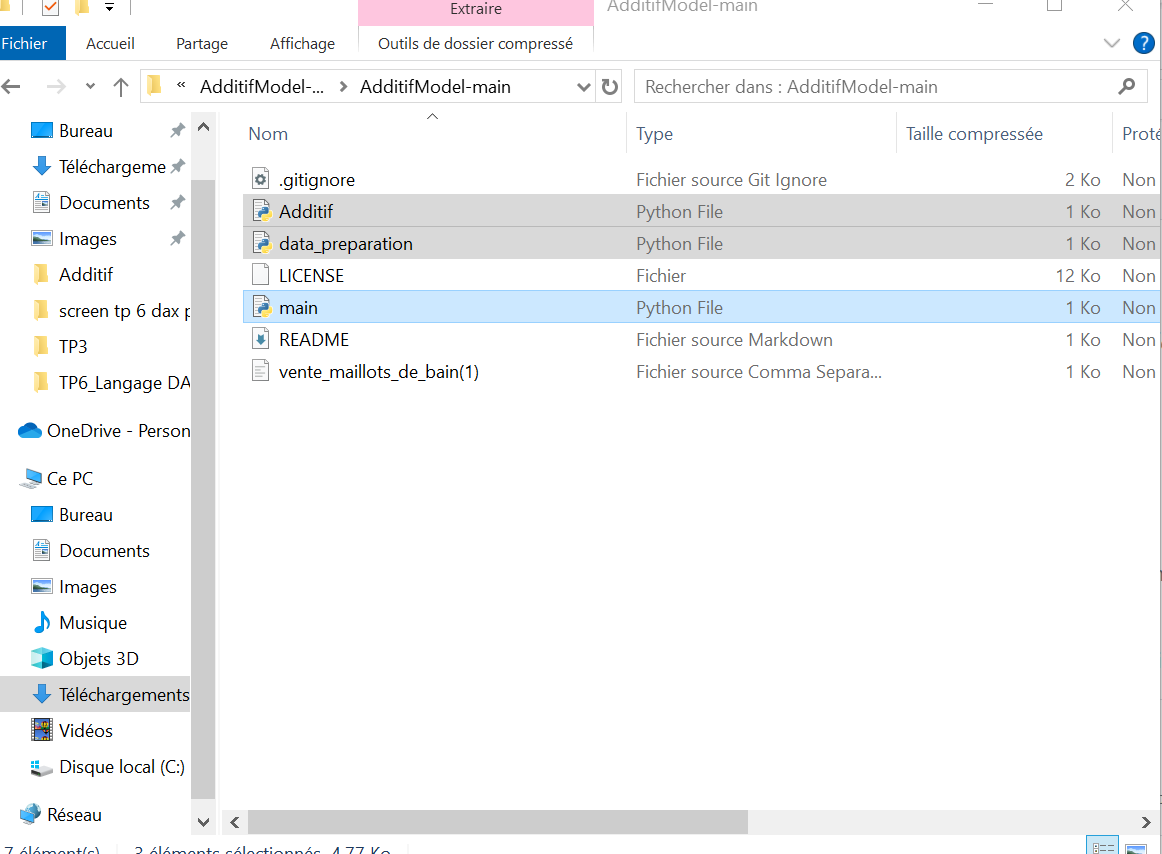 Extraire
AdditifModel-main
Fichier Accueil Partage Affichage Outils de dossier compressé
« AdditifModel-... > AdditifModel-main
Rechercher dans : AdditifModel-main
Bureau
Téléchargeme
Documents
Images
Additif
screen tp 6 dax p
TP3
TP6_Langage DA
OneDrive - Person
Ce PC
Bureau
Documents
Images
Musique
Objets 3D
Téléchargements
Vidéos
Disque local (C:)
Réseau
Nom Type Taille compressée Proté
.gitignore Fichier source Git Ignore 2 Ko Non
Additif Python File 1 Ko Non
data_preparation Python File 1 Ko Non
LICENSE Fichier 12 Ko Non
main Python File 1 Ko Non
README Fichier source Markdown 1 Ko Non
vente_maillots_de_bain(1) Fichier source Comma Separa... 1 Ko Non
7 élément(s) 3 éléments sélectionnés 4,77 Ko